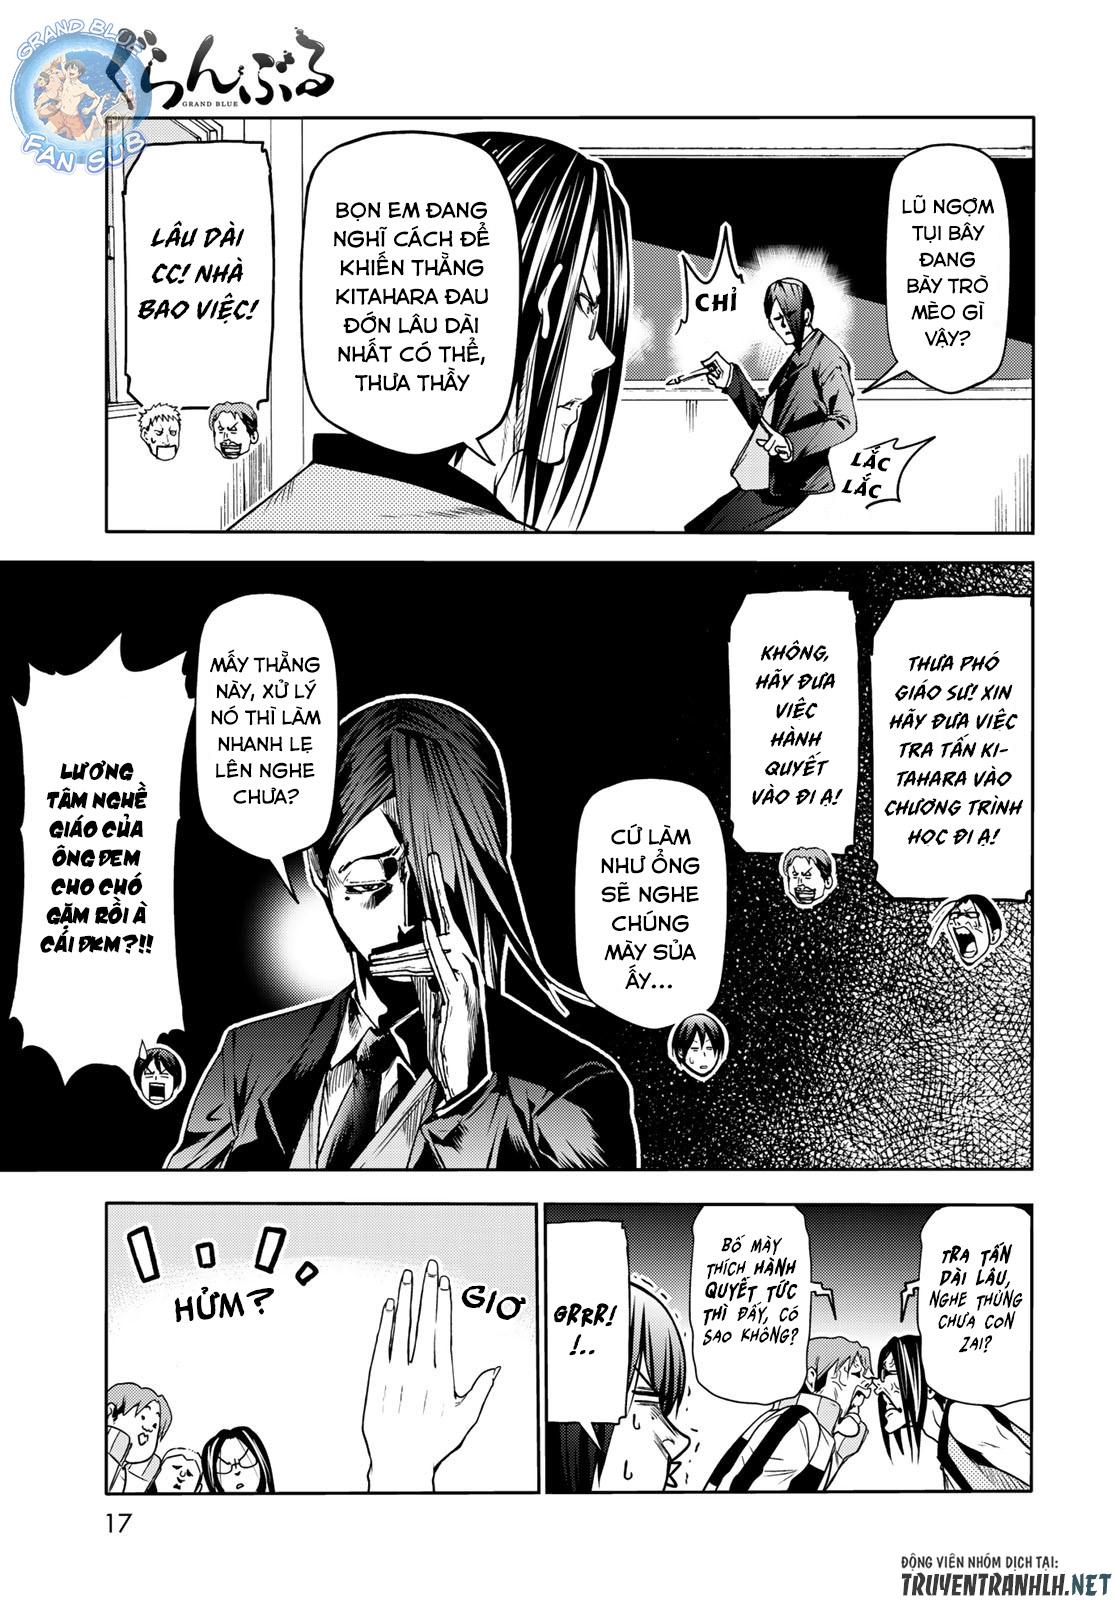 GRAND BLUE
FAN SUB
ぐらんぶる
GRAND BLUE
LŨ NGỢM
TỤI BÂY
ĐANG
BÀY TRÒ
MÈO GÌ
VẬY?
CHỈ
LẮC
LẮC
BỌN EM ĐANG
NGHĨ CÁCH ĐỂ
KHIẾN THẰNG
KITAHARA ĐAU
ĐỚN LÂU DÀI
NHẤT CÓ THỂ,
THƯA THẦY
LÂU DÀI
CC! NHÀ
BAO VIỆC!
THƯA PHÓ
GIÁO SƯ! XIN
HÃY ĐƯA VIỆC
TRA TẤN KI-
TAHARA VÀO
CHƯƠNG TRÌNH
HỌC ĐI Ạ!
KHÔNG,
HÃY ĐƯA
VIỆC
HÀNH
QUYẾT
VÀO ĐI Ạ!
CỨ LÀM
NHƯ ỔNG
SẼ NGHE
CHÚNG
MÀY SỦA
ẤY...
MẤY THẰNG
NÀY, XỬ LÝ
NÓ THÌ LÀM
NHANH LẸ
LÊN NGHE
CHƯA?
LƯƠNG
TÂM NGHỀ
GIÁO CỦA
ÔNG ĐEM
CHO CHÓ
GẶM RỒI À
CÁI ĐKM?!!
TRA TẤN
DÀI LÂU,
NGHE THỦNG
CHƯA CON
ZAI?
BỐ MÀY
THÍCH HÀNH
QUYẾT TỨC
THÌ ĐẤY, CÓ
SAO KHÔNG?
GRRR!
!..
GIƠ
HỬM?
17
ĐỘNG VIÊN NHÓM DỊCH TẠI:
TRUYENTRANHLH.NET